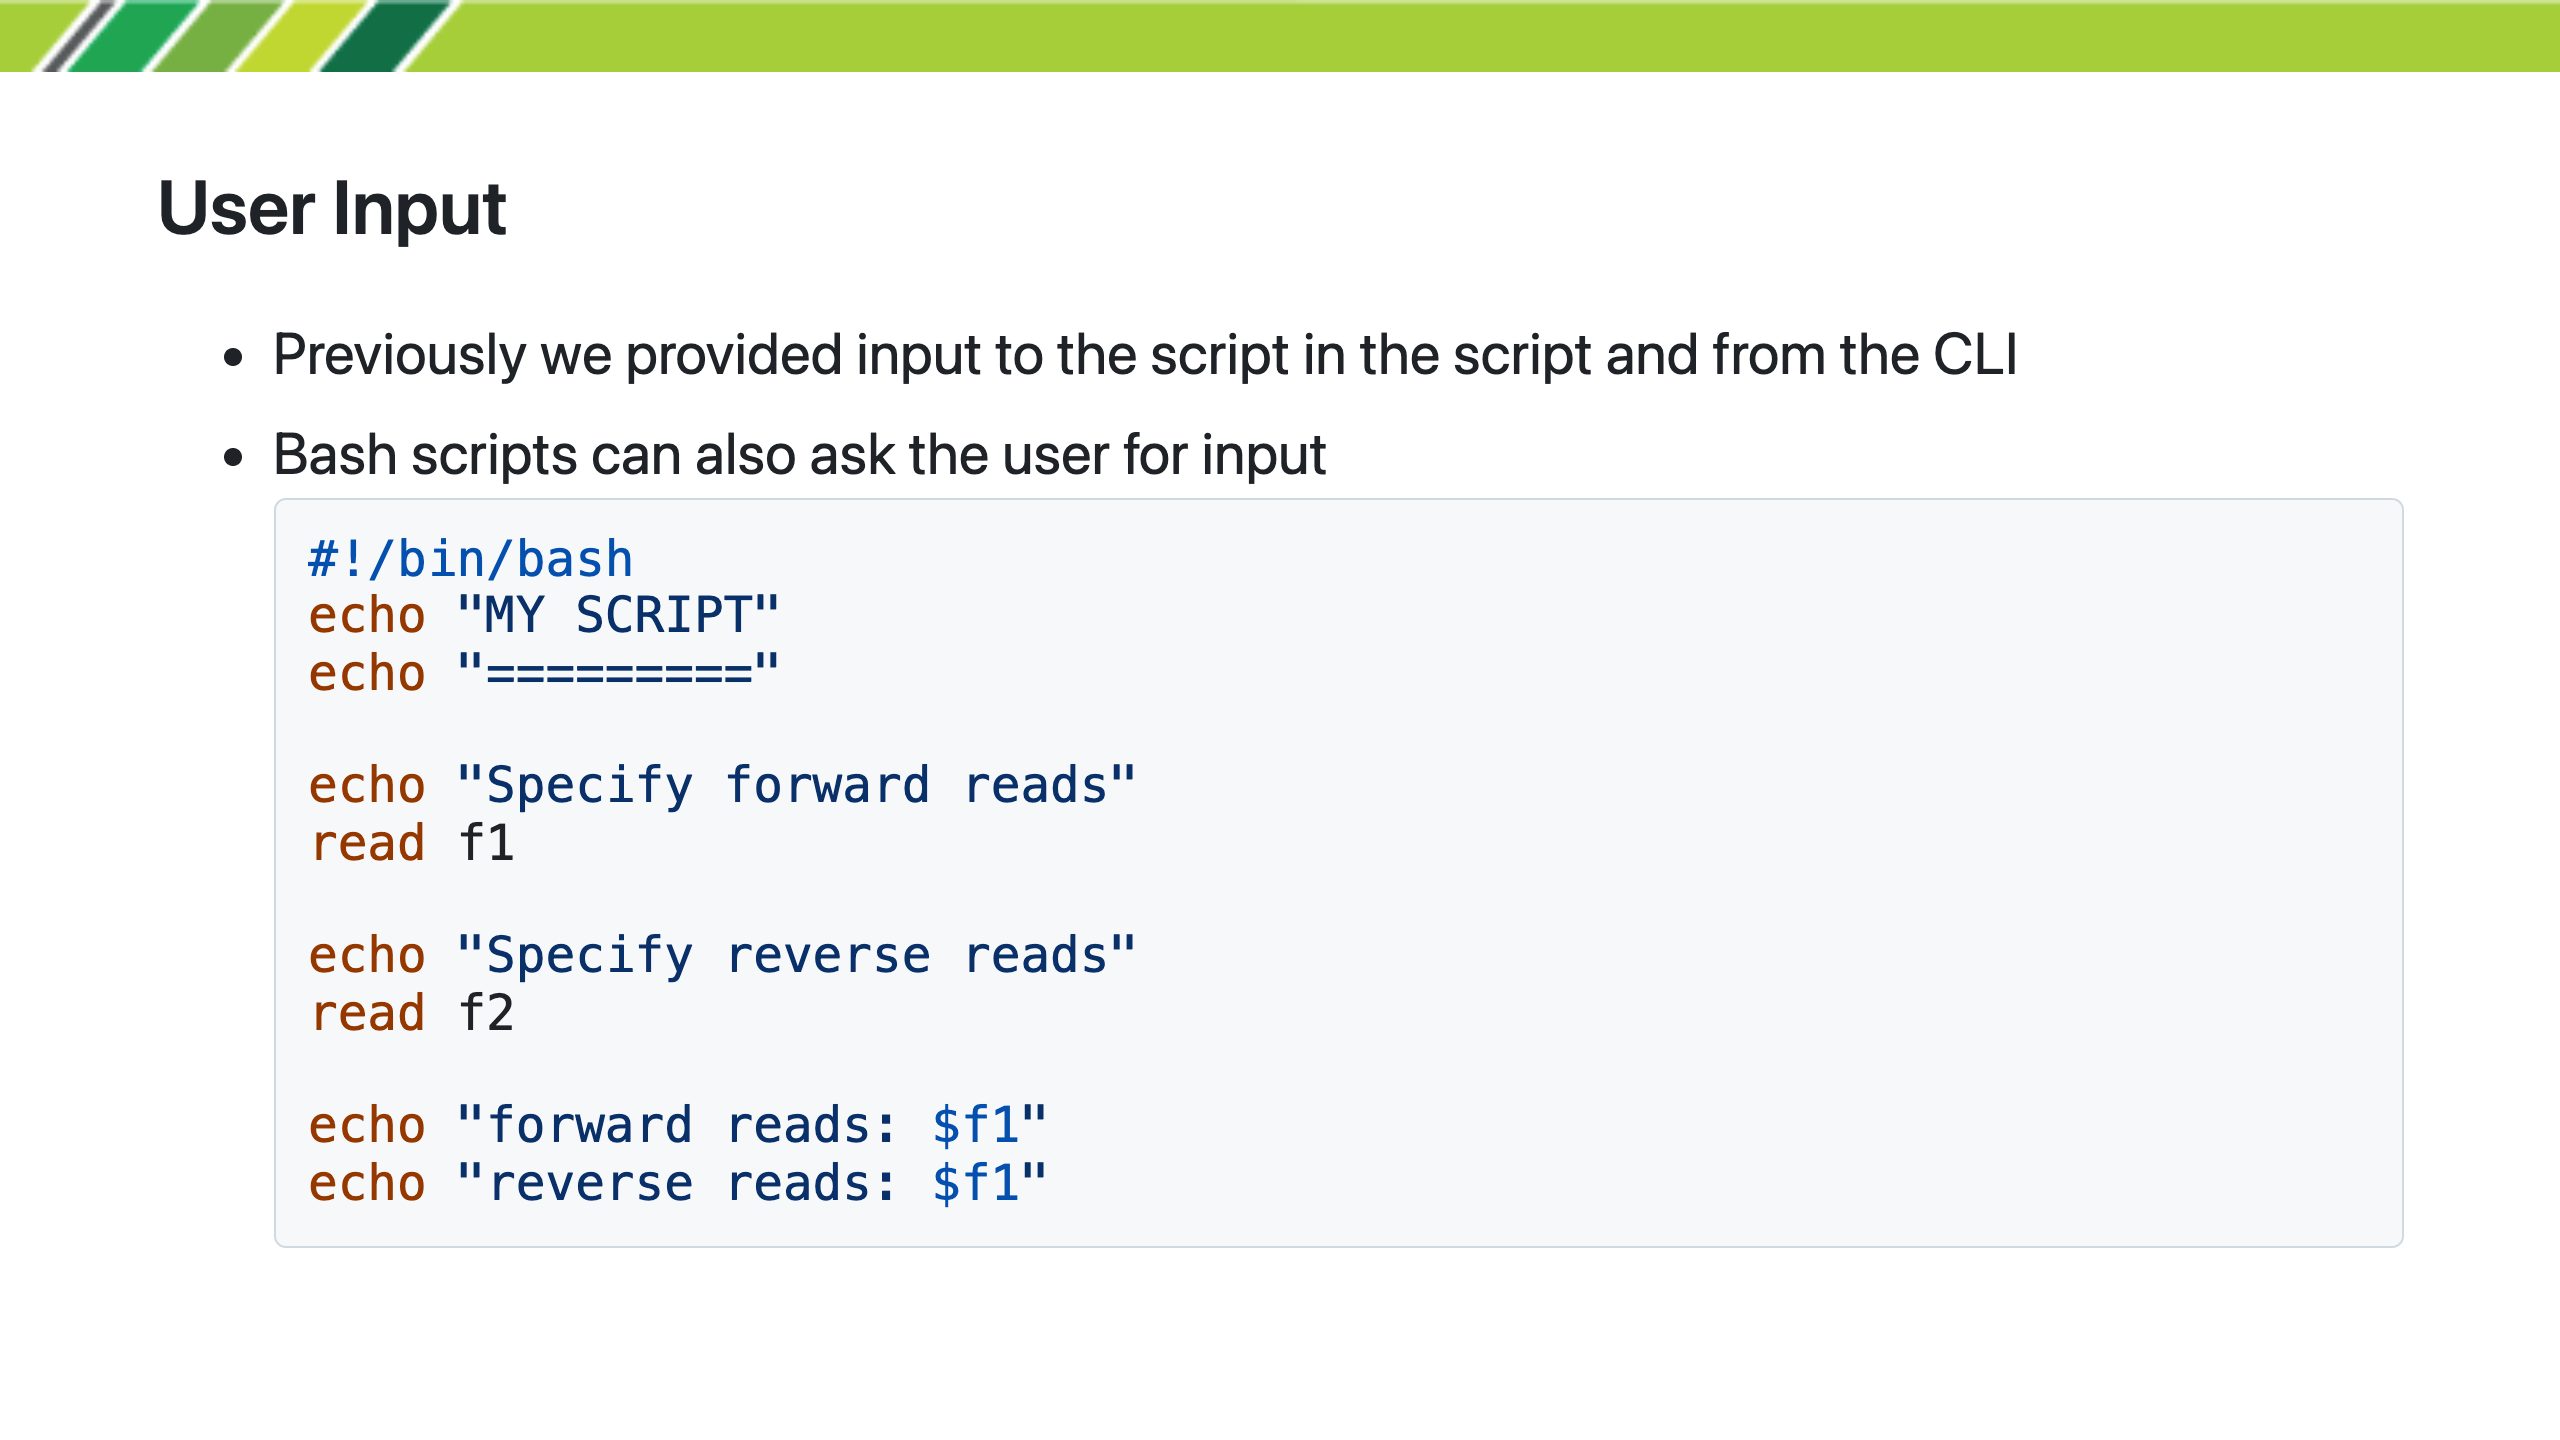 User Input
• Previously we provided input to the script in the script and from the CLI
• Bash scripts can also ask the user for input
#!/bin/bash
echo "MY SCRIPT"
echo "========="
echo "Specify forward reads"
read f1
echo "Specify reverse reads"
read f2
echo "forward reads: $f1"
echo "reverse reads: $f1"